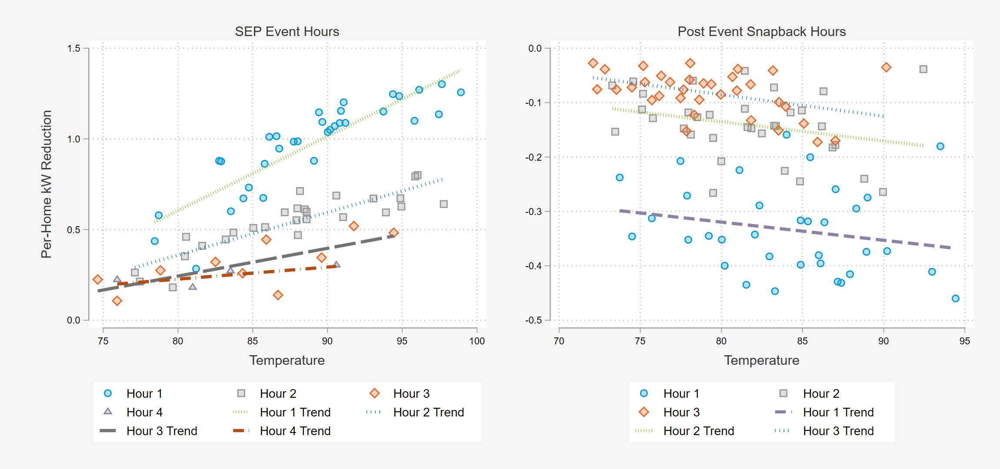 SEP Event Hours
Post Event Snapback Hours
Per-Home kW Reduction
1.5
1.0
0.5
0.0
75 80 85 90 95 100
Temperature
0.0
-0.1
-0.2
-0.3
-0.4
-0.5
70 75 80 85 90 95
Temperature
Hour 1 Hour 2 Hour 3
Hour 4 Hour 1 Trend Hour 2 Trend
Hour 3 Trend Hour 4 Trend
Hour 1 Hour 2
Hour 3 Hour 1 Trend
Hour 2 Trend Hour 3 Trend